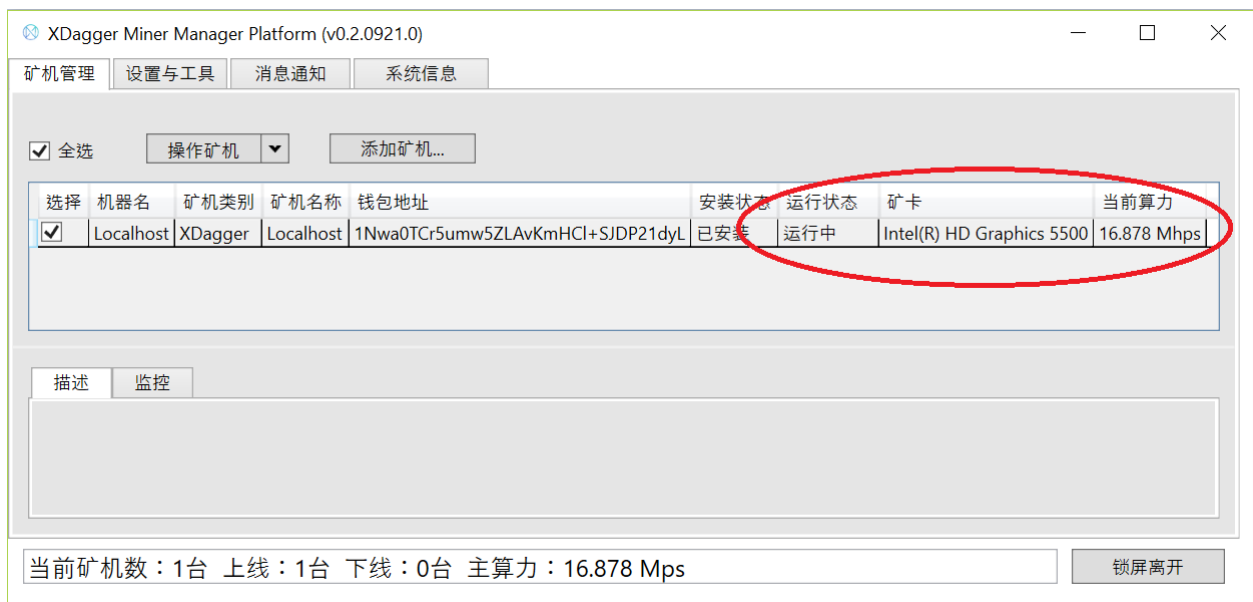 XDagger Miner Manager Platform (v0.2.0921.0)
矿机管理 设置与工具 消息通知 系统信息
全选 操作矿机 添加矿机...
选择 机器名 矿机类别 矿机名称 钱包地址 安装状态 运行状态 矿卡 当前算力
Localhost XDagger Localhost 1Nwa0TCr5umw5ZLAvKmHCl+SJDP21dyL 已安装 运行中 Intel(R) HD Graphics 5500 16.878 Mhps
描述 监控
当前矿机数：1台 上线：1台 下线：0台 主算力：16.878 Mps 锁屏离开